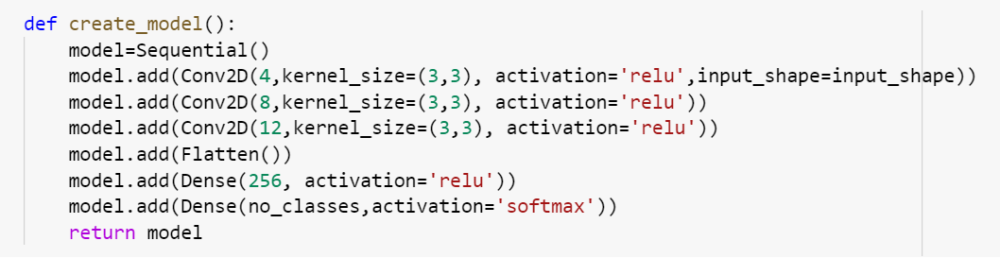 def create_model():
    model=Sequential()
    model.add(Conv2D(4,kernel_size=(3,3), activation='relu',input_shape=input_shape))
    model.add(Conv2D(8,kernel_size=(3,3), activation='relu'))
    model.add(Conv2D(12,kernel_size=(3,3), activation='relu'))
    model.add(Flatten())
    model.add(Dense(256, activation='relu'))
    model.add(Dense(no_classes,activation='softmax'))
    return model